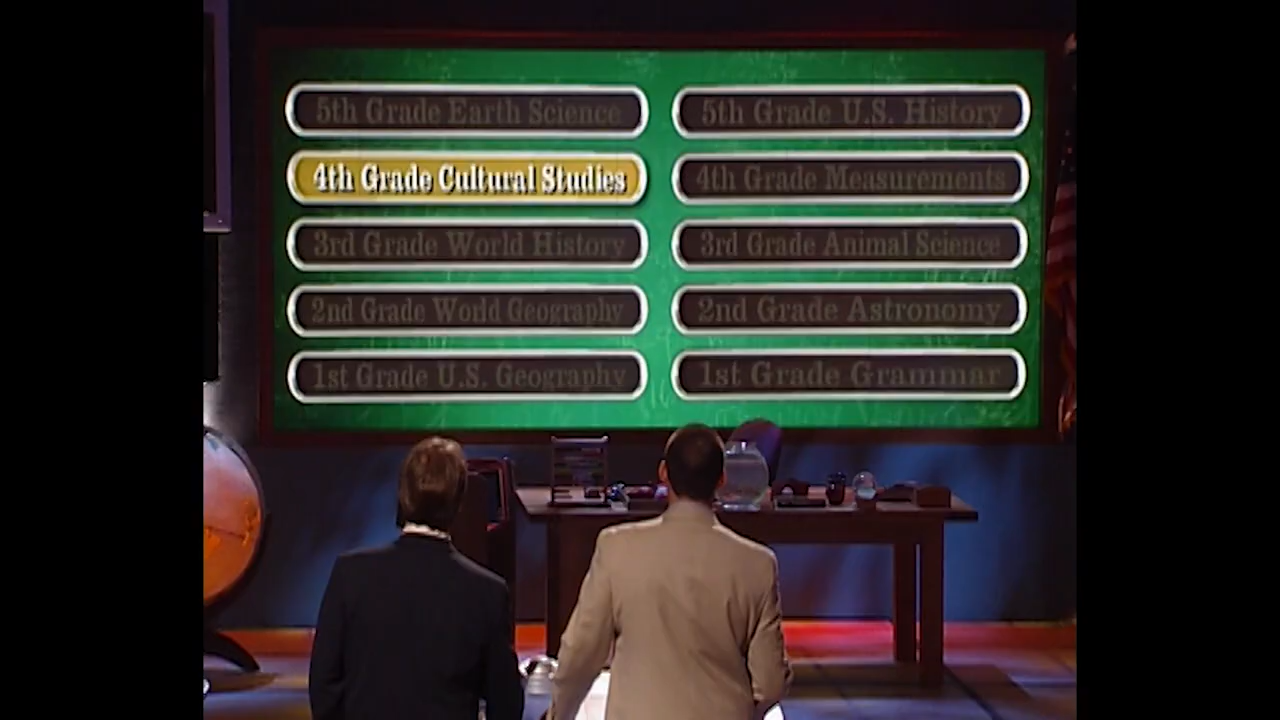 5th Grade Earth Science
5th Grade U.S. History
4th Grade Cultural Studies
4th Grade Measurements
3rd Grade World History
3rd Grade Animal Science
2nd Grade World Geography
2nd Grade Astronomy
1st Grade U.S. Geography
1st Grade Grammar